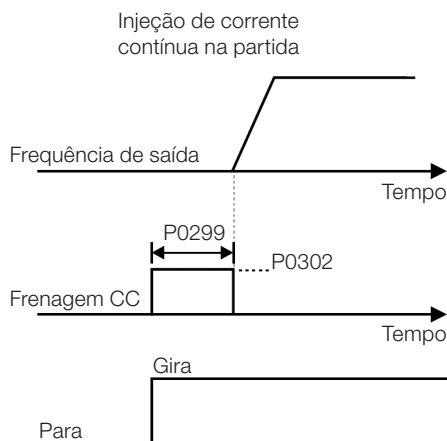 Injeção de corrente
contínua na partida
Frequência de saída
Tempo
P0299
P0302
Frenagem CC
Tempo
Gira
Para